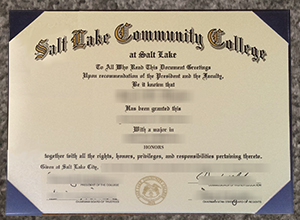 Salt Lake Community College
at Salt Lake
To All Who Read This Document Greetings
Upon recommendation of the President and the Faculty,
Be it known that
Has been granted this
With a major in
HONORS
together with all the rights, honors, privileges, and responsibilities pertaining thereto.
Given at Salt Lake City,